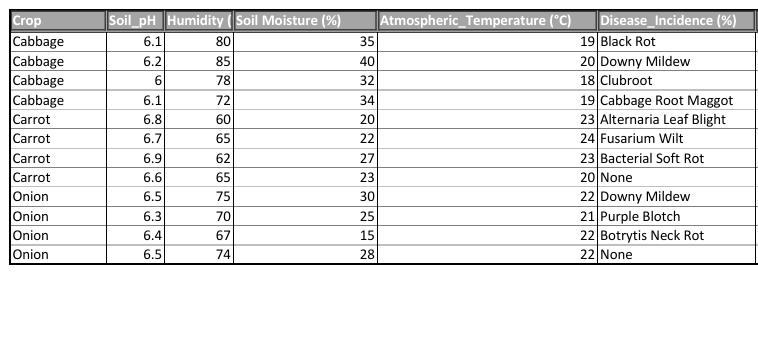 Crop Soil_pH Humidity ( Soil Moisture (%) Atmospheric_Temperature (°C) Disease_Incidence (%)
Cabbage 6.1 80 35 19 Black Rot
Cabbage 6.2 85 40 20 Downy Mildew
Cabbage 6 78 32 18 Clubroot
Cabbage 6.1 72 34 19 Cabbage Root Maggot
Carrot 6.8 60 20 23 Alternaria Leaf Blight
Carrot 6.7 65 22 24 Fusarium Wilt
Carrot 6.9 62 27 23 Bacterial Soft Rot
Carrot 6.6 65 23 20 None
Onion 6.5 75 30 22 Downy Mildew
Onion 6.3 70 25 21 Purple Blotch
Onion 6.4 67 15 22 Botrytis Neck Rot
Onion 6.5 74 28 22 None